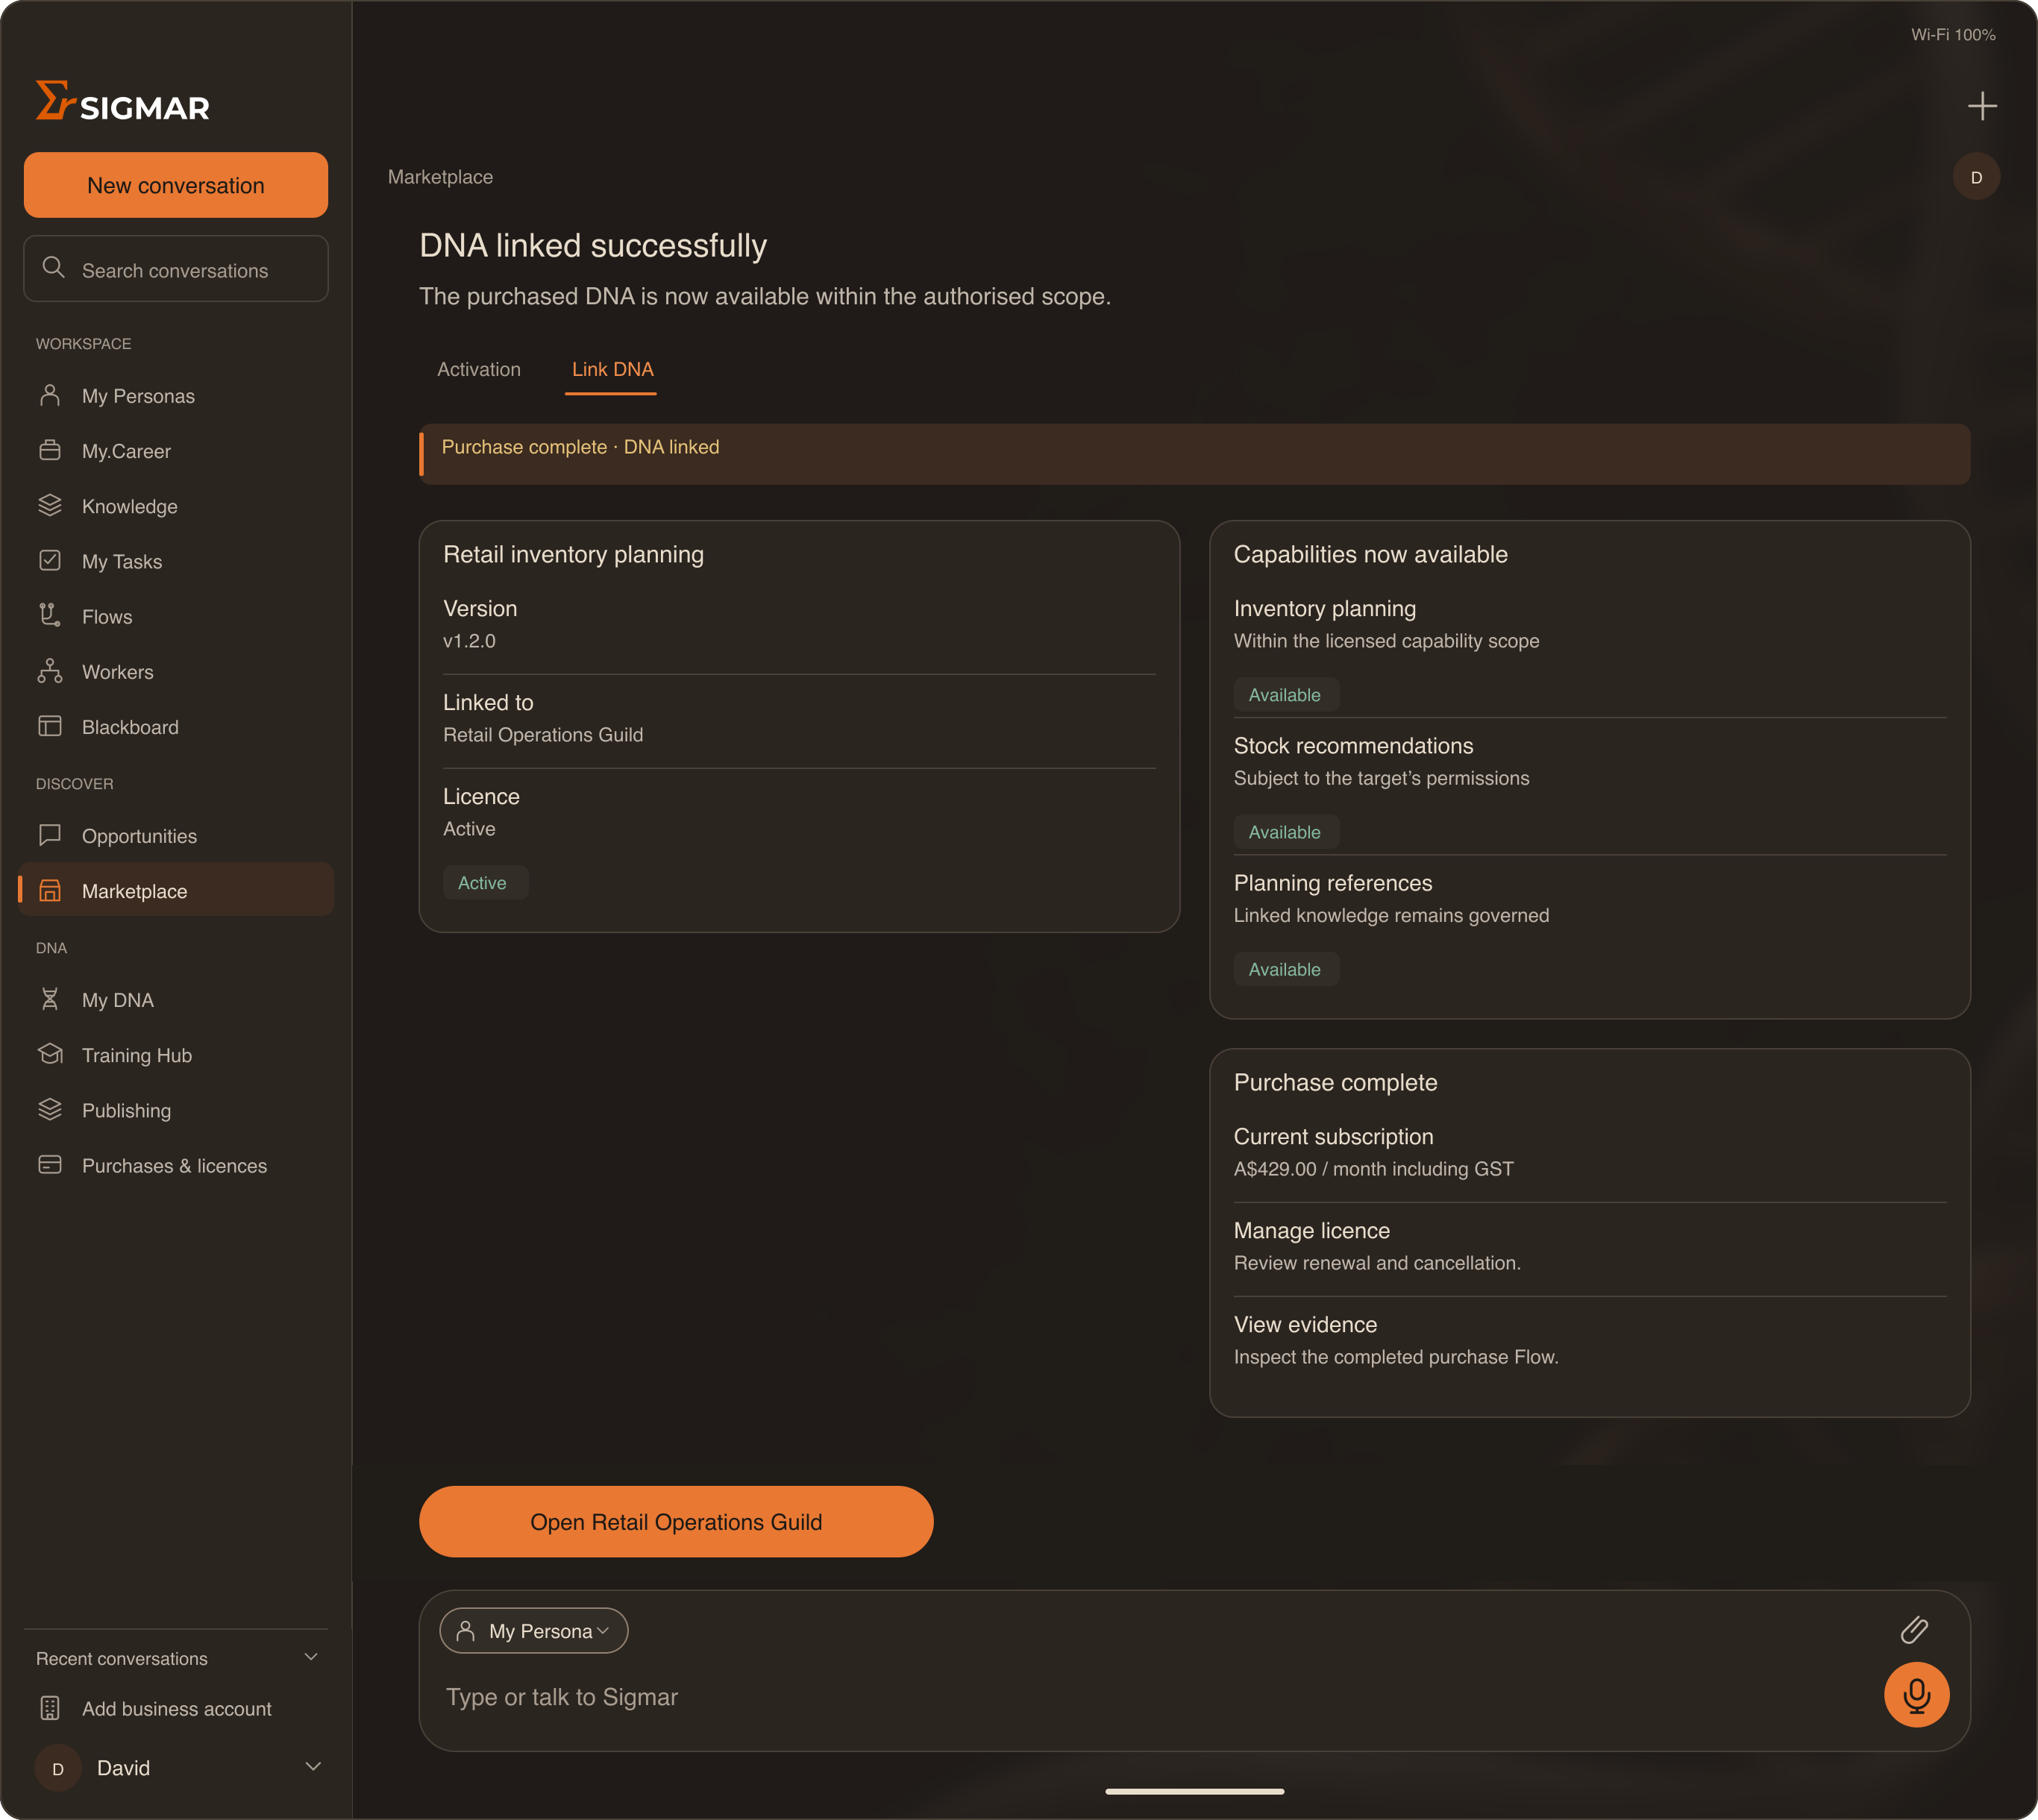 Wi-Fi 100%
Σr SIGMAR
New conversation
Search conversations
WORKSPACE
My Personas
My.Career
Knowledge
My Tasks
Flows
Workers
Blackboard
DISCOVER
Opportunities
Marketplace
DNA
My DNA
Training Hub
Publishing
Purchases & licences
Recent conversations
Add business account
D
David
Marketplace
D
DNA linked successfully
The purchased DNA is now available within the authorised scope.
Activation
Link DNA
Purchase complete · DNA linked
Retail inventory planning
Version
v1.2.0
Linked to
Retail Operations Guild
Licence
Active
Active
Capabilities now available
Inventory planning
Within the licensed capability scope
Available
Stock recommendations
Subject to the target’s permissions
Available
Planning references
Linked knowledge remains governed
Available
Purchase complete
Current subscription
A$429.00 / month including GST
Manage licence
Review renewal and cancellation.
View evidence
Inspect the completed purchase Flow.
Open Retail Operations Guild
My Persona
Type or talk to Sigmar